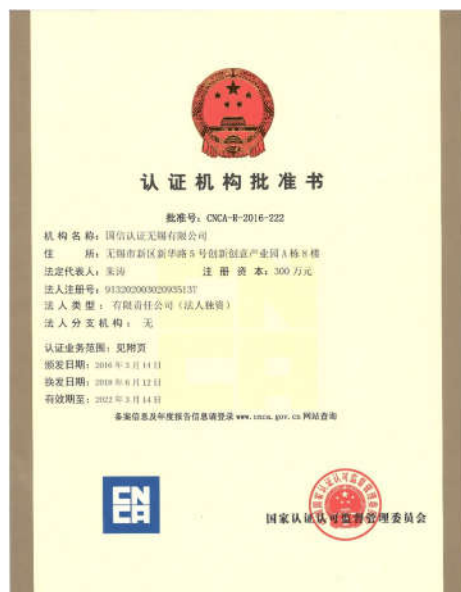 认证机构批准书
批准号：CNCA-R-2016-222
机构名称：国信认证无锡有限公司
住 所：无锡市新区新华路5号创新创意产业园A栋8楼
法定代表人：朱涛 注册资本：300万元
法人注册号：913202003020935137
法人类型：有限责任公司（法人独资）
法人分支机构：无
认证业务范围：见附页
颁发日期：2016年3月14日
换发日期：2018年6月12日
有效期至：2022年3月14日
备案信息及年度报告信息请登录www.cnca.gov.cn网站查询
CN
CA
国家认证认可监督管理委员会